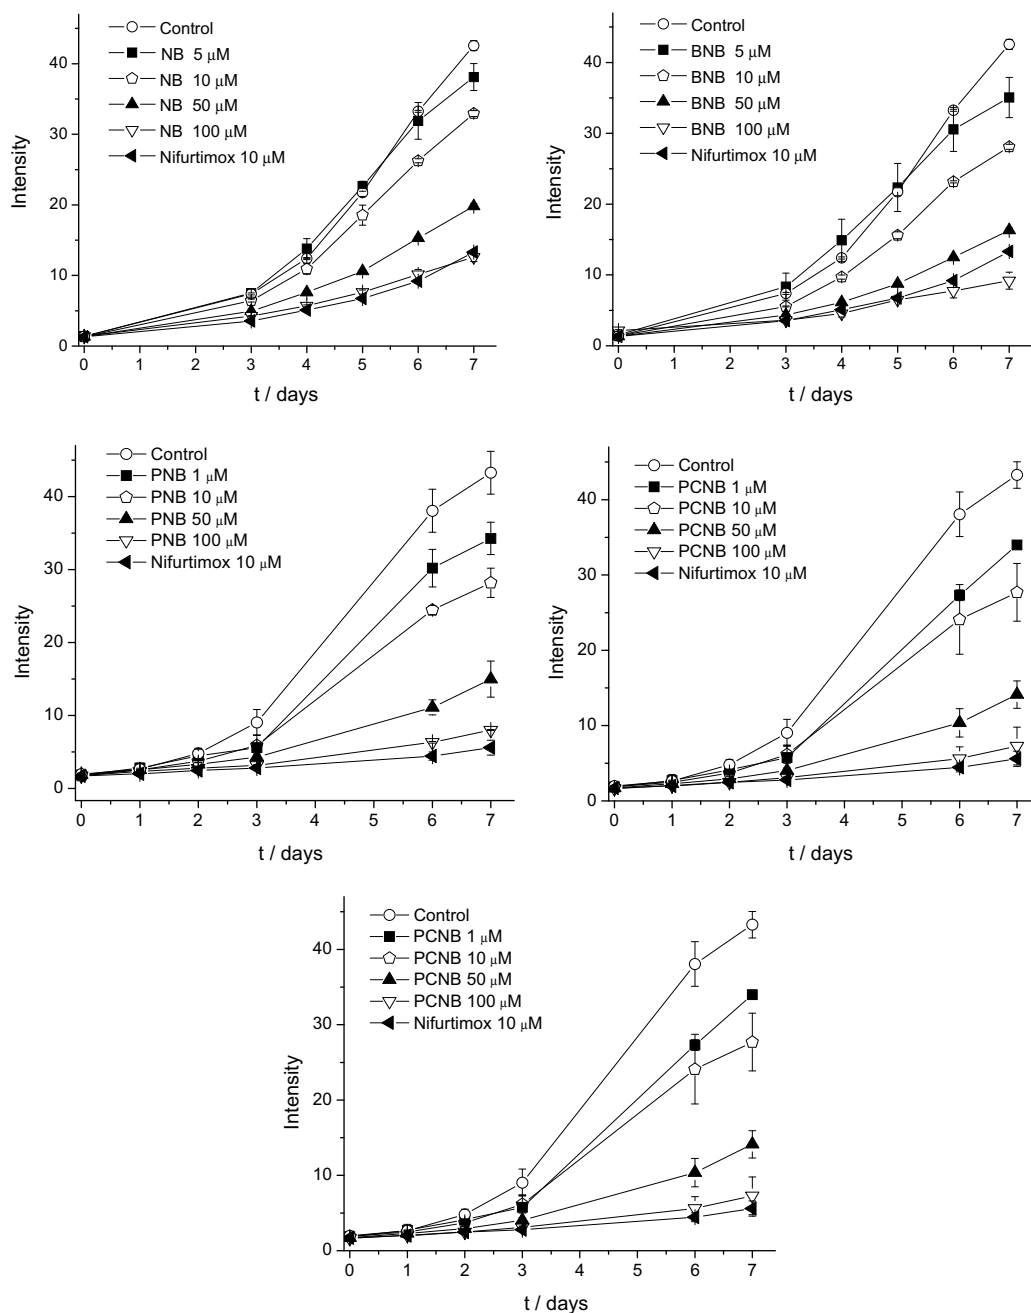 Control
NB 5 μM
NB 10 μM
NB 50 μM
NB 100 μM
Nifurtimox 10 μM
Intensity
40
30
20
10
0
0 1 2 3 4 5 6 7
t / days
Control
BNB 5 μM
BNB 10 μM
BNB 50 μM
BNB 100 μM
Nifurtimox 10 μM
Intensity
40
30
20
10
0
0 1 2 3 4 5 6 7
t / days
Control
PNB 1 μM
PNB 10 μM
PNB 50 μM
PNB 100 μM
Nifurtimox 10 μM
Intensity
40
30
20
10
0
0 1 2 3 4 5 6 7
t / days
Control
PCNB 1 μM
PCNB 10 μM
PCNB 50 μM
PCNB 100 μM
Nifurtimox 10 μM
Intensity
40
30
20
10
0
0 1 2 3 4 5 6 7
t / days
Control
PCNB 1 μM
PCNB 10 μM
PCNB 50 μM
PCNB 100 μM
Nifurtimox 10 μM
Intensity
40
30
20
10
0
0 1 2 3 4 5 6 7
t / days